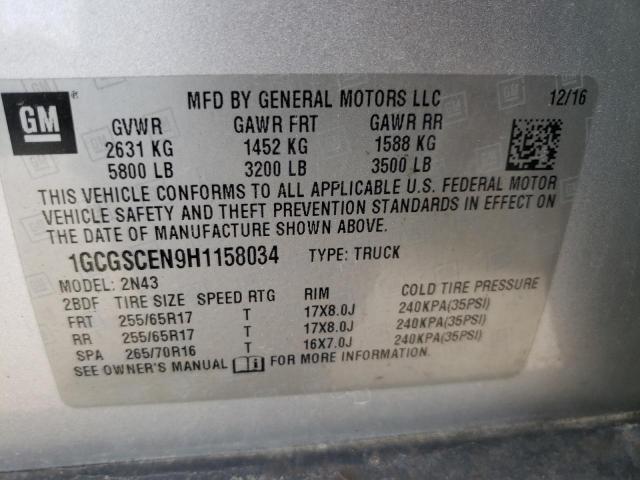 GM
MFD BY GENERAL MOTORS LLC 12/16
GVWR GAWR FRT GAWR RR
2631 KG 1452 KG 1588 KG
5800 LB 3200 LB 3500 LB
THIS VEHICLE CONFORMS TO ALL APPLICABLE U.S. FEDERAL MOTOR
VEHICLE SAFETY AND THEFT PREVENTION STANDARDS IN EFFECT ON
THE DATE OF MANUFACTURE SHOWN ABOVE.
1GCGSCEN9H1158034 TYPE: TRUCK
MODEL: 2N43
2BDF TIRE SIZE SPEED RTG RIM COLD TIRE PRESSURE
FRT 255/65R17 T 17X8.0J 240KPA(35PSI)
RR 255/65R17 T 17X8.0J 240KPA(35PSI)
SPA 265/70R16 T 16X7.0J 240KPA(35PSI)
SEE OWNER'S MANUAL FOR MORE INFORMATION.